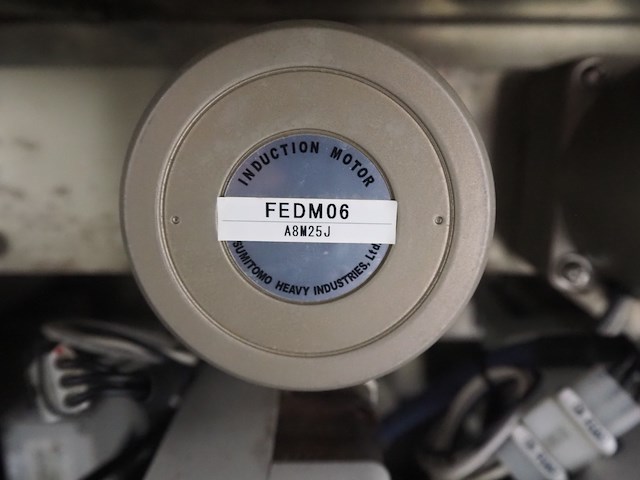 INDUCTION MOTOR
FEDM06
A8M25J
SUMITOMO HEAVY INDUSTRIES, Ltd.